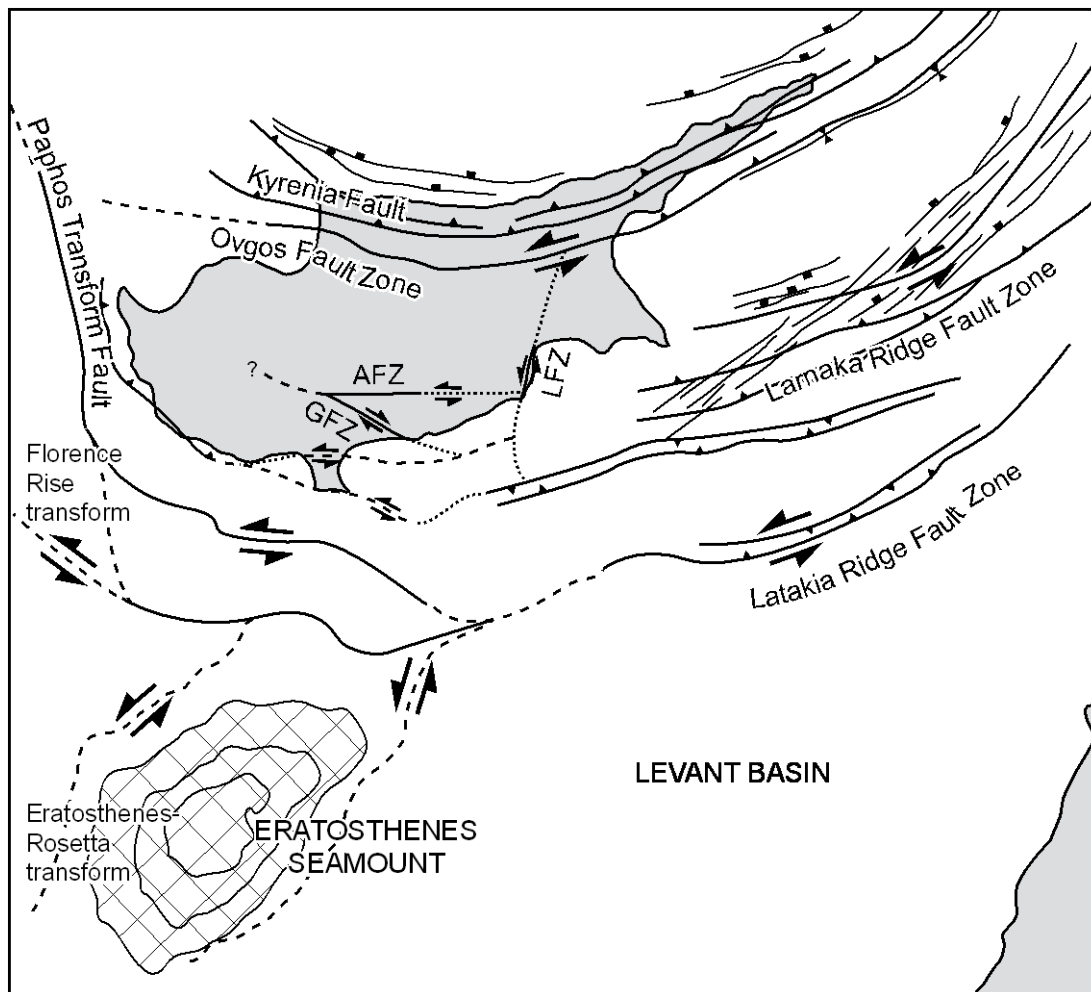 Paphos Transform Fault
Kyrenia Fault
Ovgos Fault Zone
?
AFZ
GFZ
LFZ
Larnaka Ridge Fault Zone
Florence
Rise
transform
Latakia Ridge Fault Zone
LEVANT BASIN
Eratosthenes-
Rosetta
transform
ERATOSTHENES
SEAMOUNT